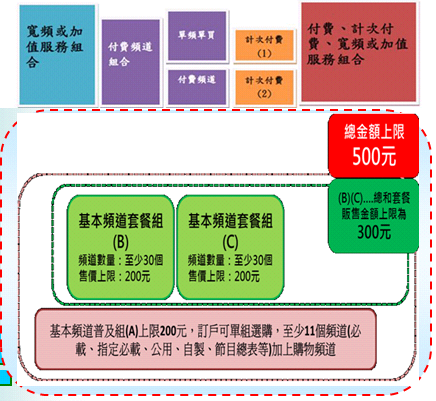 寬頻或加
值服務組
合
付費頻道
組合
單頻單買
付費頻道
計次付費
(1)
計次付費
(2)
付費、計次付
費、寬頻或加值
服務組合
總金額上限
500元
(B)(C)....總和套餐
販售金額上限為
300元
基本頻道套餐組
(B)
頻道數量：至少30個
售價上限：200元
基本頻道套餐組
(C)
頻道數量：至少30個
售價上限：200元
基本頻道普及組(A)上限200元，訂戶可單組選購，至少11個頻道(必
載、指定必載、公用、自製、節目總表等)加上購物頻道